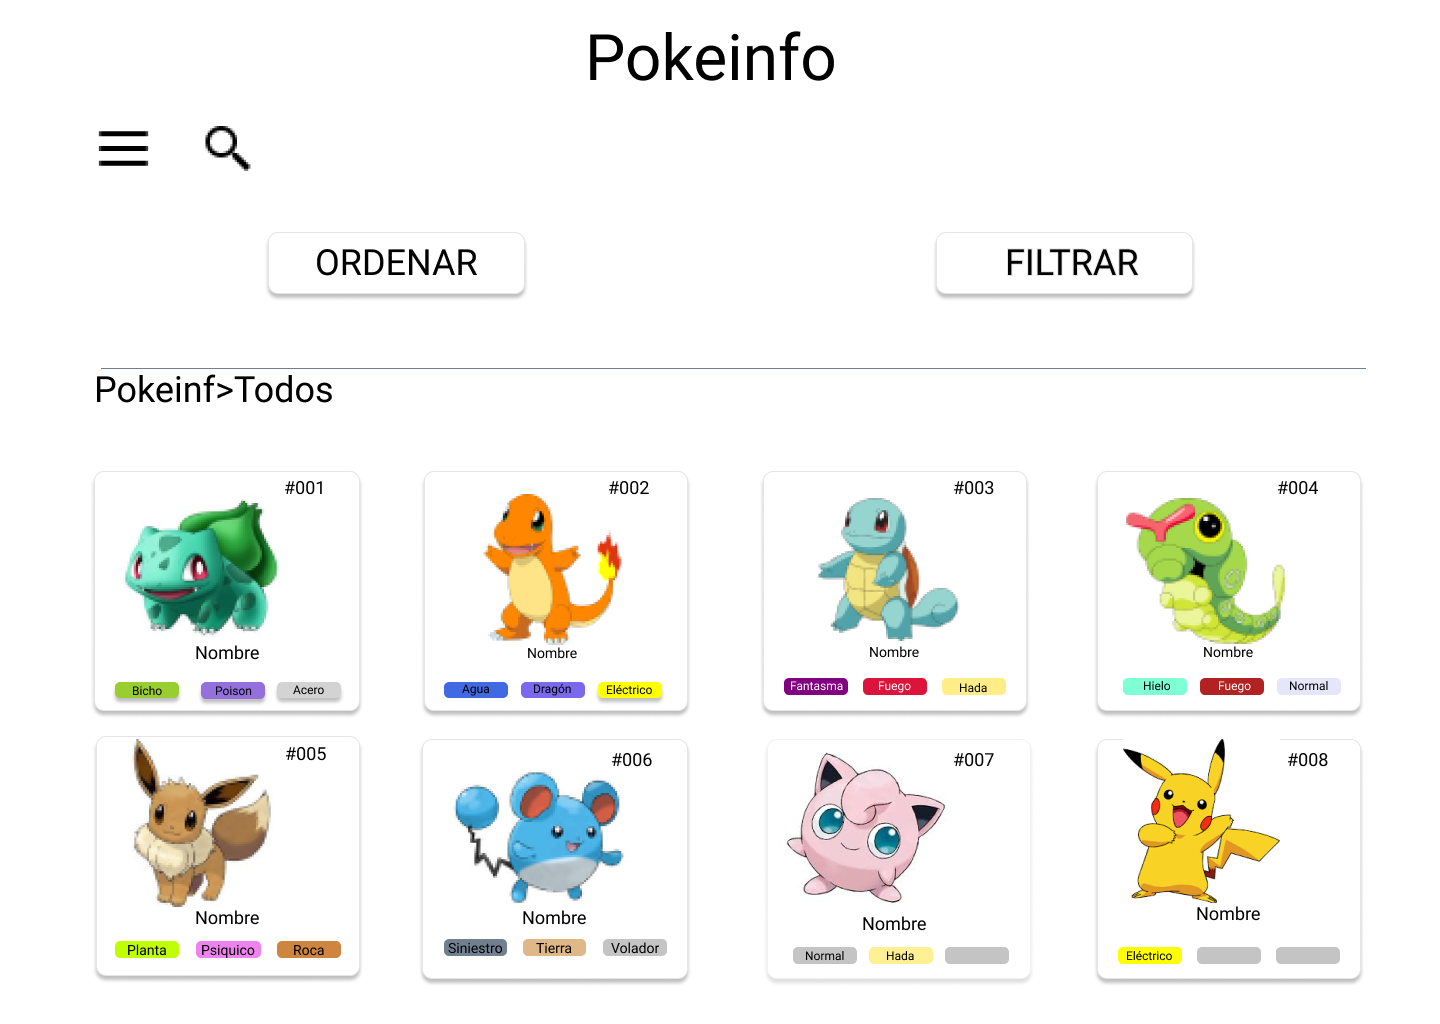 Pokeinfo
ORDENAR
FILTRAR
Pokeinf>Todos
#001
Nombre
Bicho
Poison
Acero
#002
Nombre
Agua
Dragón
Eléctrico
#003
Nombre
Fantasma
Fuego
Hada
#004
Nombre
Hielo
Fuego
Normal
#005
Nombre
Planta
Psiquico
Roca
#006
Nombre
Siniestro
Tierra
Volador
#007
Nombre
Normal
Hada
#008
Nombre
Eléctrico